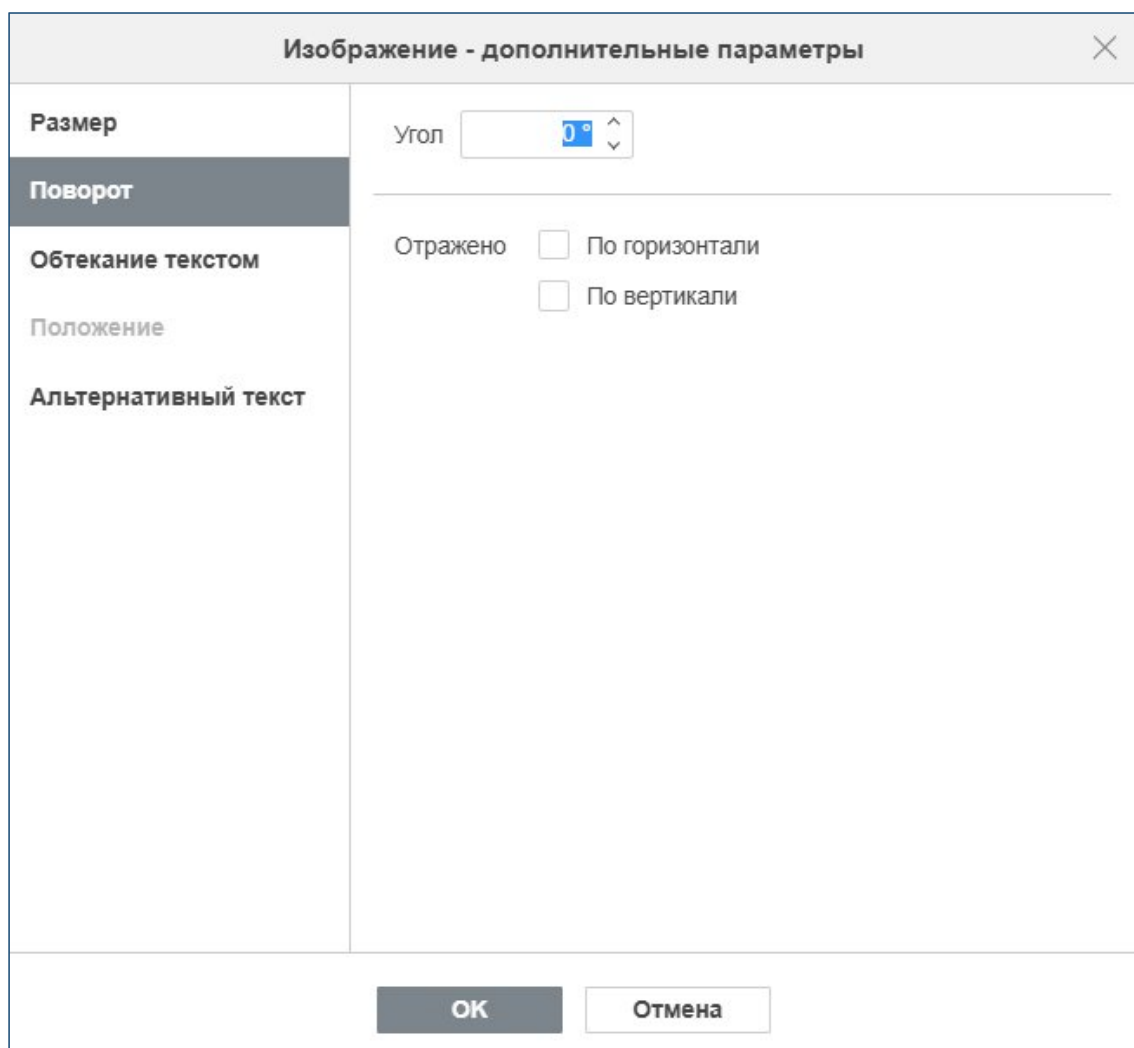 Изображение - дополнительные параметры
Размер
Поворот
Обтекание текстом
Положение
Альтернативный текст
Угол 0 °
Отражено По горизонтали
По вертикали
OK Отмена